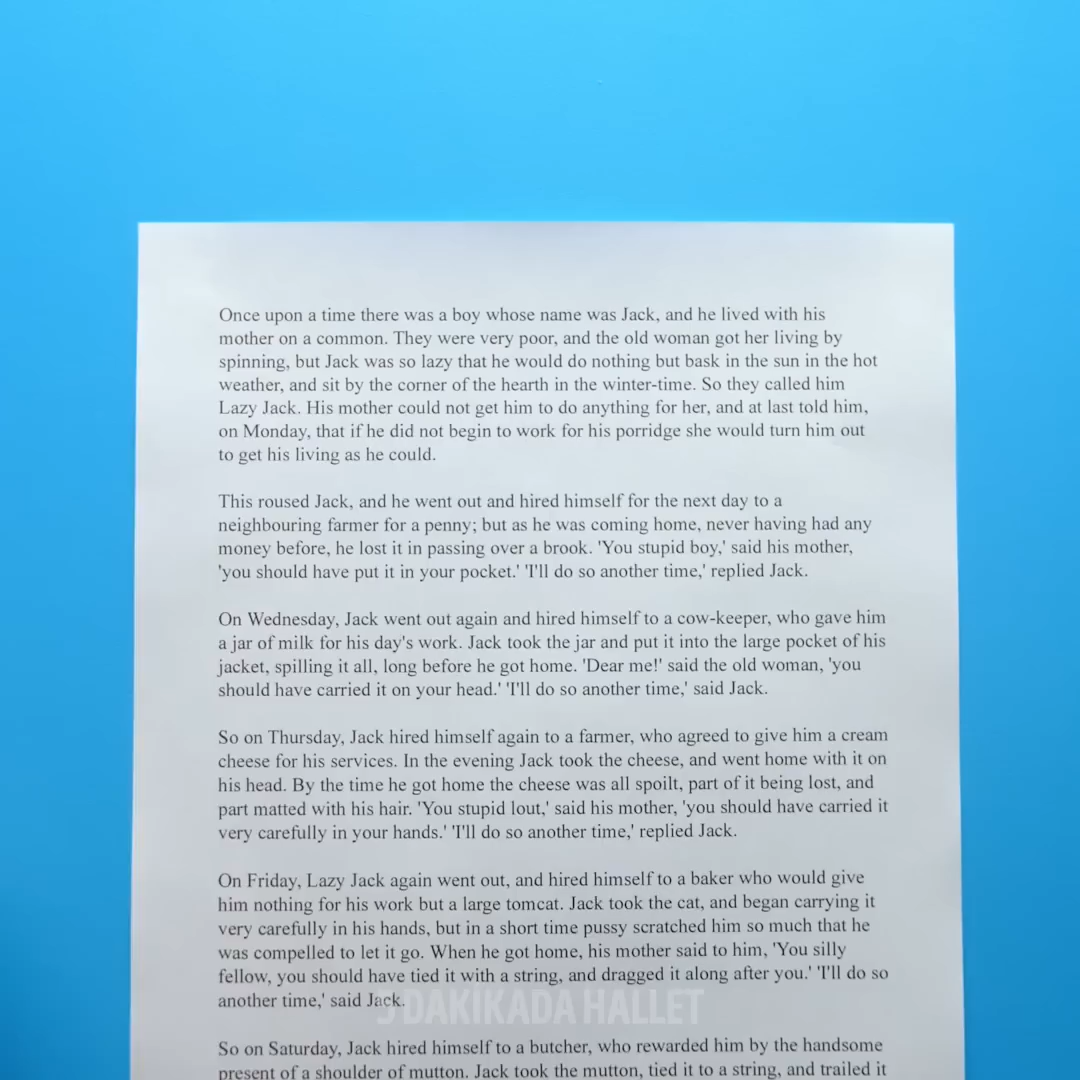 Once upon a time there was a boy whose name was Jack, and he lived with his
mother on a common. They were very poor, and the old woman got her living by
spinning, but Jack was so lazy that he would do nothing but bask in the sun in the hot
weather, and sit by the corner of the hearth in the winter-time. So they called him
Lazy Jack. His mother could not get him to do anything for her, and at last told him,
on Monday, that if he did not begin to work for his porridge she would turn him out
to get his living as he could.
This roused Jack, and he went out and hired himself for the next day to a
neighbouring farmer for a penny; but as he was coming home, never having had any
money before, he lost it in passing over a brook. 'You stupid boy,' said his mother,
'you should have put it in your pocket.' 'I'll do so another time,' replied Jack.
On Wednesday, Jack went out again and hired himself to a cow-keeper, who gave him
a jar of milk for his day's work. Jack took the jar and put it into the large pocket of his
jacket, spilling it all, long before he got home. 'Dear me!' said the old woman, 'you
should have carried it on your head.' 'I'll do so another time,' said Jack.
So on Thursday, Jack hired himself again to a farmer, who agreed to give him a cream
cheese for his services. In the evening Jack took the cheese, and went home with it on
his head. By the time he got home the cheese was all spoilt, part of it being lost, and
part matted with his hair. 'You stupid lout,' said his mother, 'you should have carried it
very carefully in your hands.' 'I'll do so another time,' replied Jack.
On Friday, Lazy Jack again went out, and hired himself to a baker who would give
him nothing for his work but a large tomcat. Jack took the cat, and began carrying it
very carefully in his hands, but in a short time pussy scratched him so much that he
was compelled to let it go. When he got home, his mother said to him, 'You silly
fellow, you should have tied it with a string, and dragged it along after you.' 'I'll do so
another time,' said Jack.
5 DAKİKADA HALLET
So on Saturday, Jack hired himself to a butcher, who rewarded him by the handsome
present of a shoulder of mutton. Jack took the mutton, tied it to a string, and trailed it